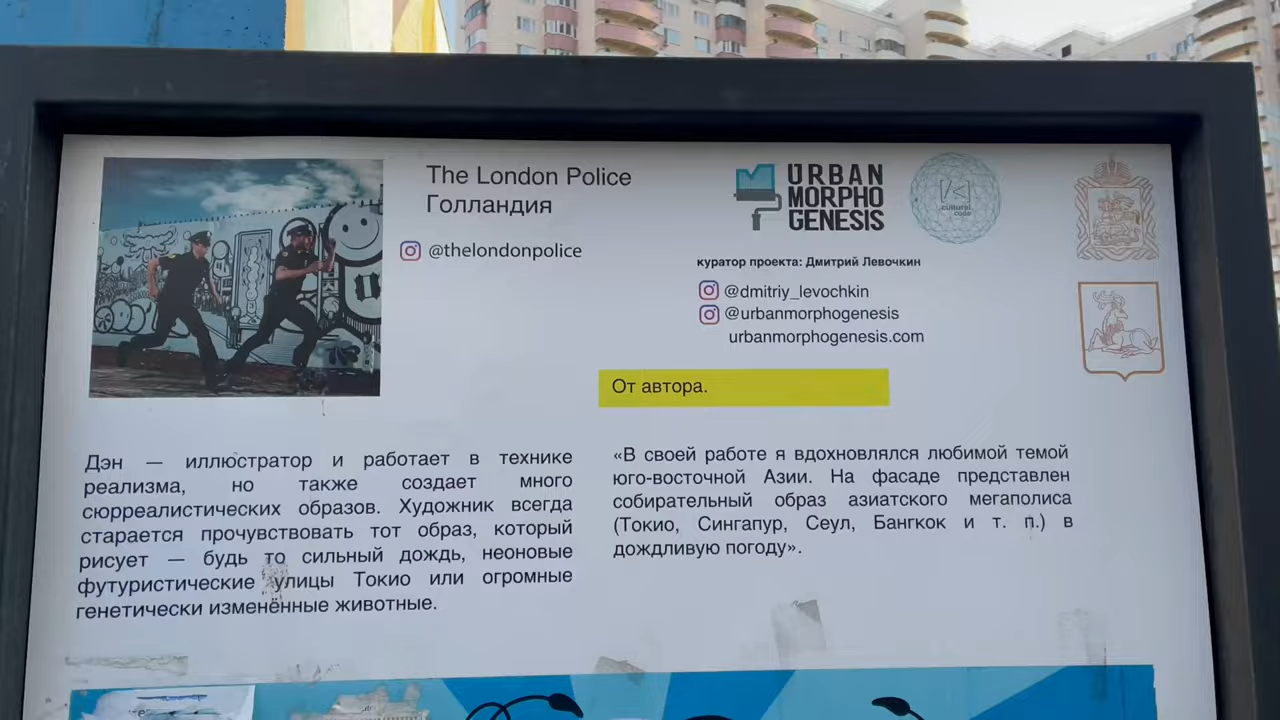 The London Police
Голландия
@thelondonpolice
URBAN
MORPHO
GENESIS
cultural
code
куратор проекта: Дмитрий Левочкин
@dmitriy_levochkin
@urbanmorphogenesis
urbanmorphogenesis.com
Дэн — иллюстратор и работает в технике
реализма, но также создает много
сюрреалистических образов. Художник всегда
старается прочувствовать тот образ, который
рисует — будь то сильный дождь, неоновые
футуристические улицы Токио или огромные
генетически изменённые животные.
От автора.
«В своей работе я вдохновлялся любимой темой
юго-восточной Азии. На фасаде представлен
собирательный образ азиатского мегаполиса
(Токио, Сингапур, Сеул, Бангкок и т. п.) в
дождливую погоду».